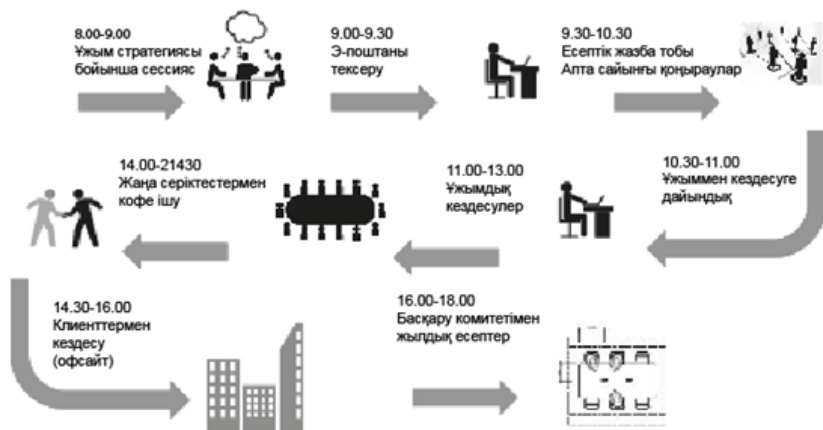 8.00-9.00
Ұжым стратегиясы
бойынша сессияс
9.00-9.30
Э-поштаны
тексеру
9.30-10.30
Есептік жазба тобы
Апта сайынғы қоңыраулар
10.30-11.00
Ұжыммен кездесуге
дайындық
11.00-13.00
Ұжымдық
кездесулер
14.00-21430
Жаңа серіктестермен
кофе ішу
14.30-16.00
Клиенттермен
кездесу
(офсайт)
16.00-18.00
Басқару комитетімен
жылдық есептер